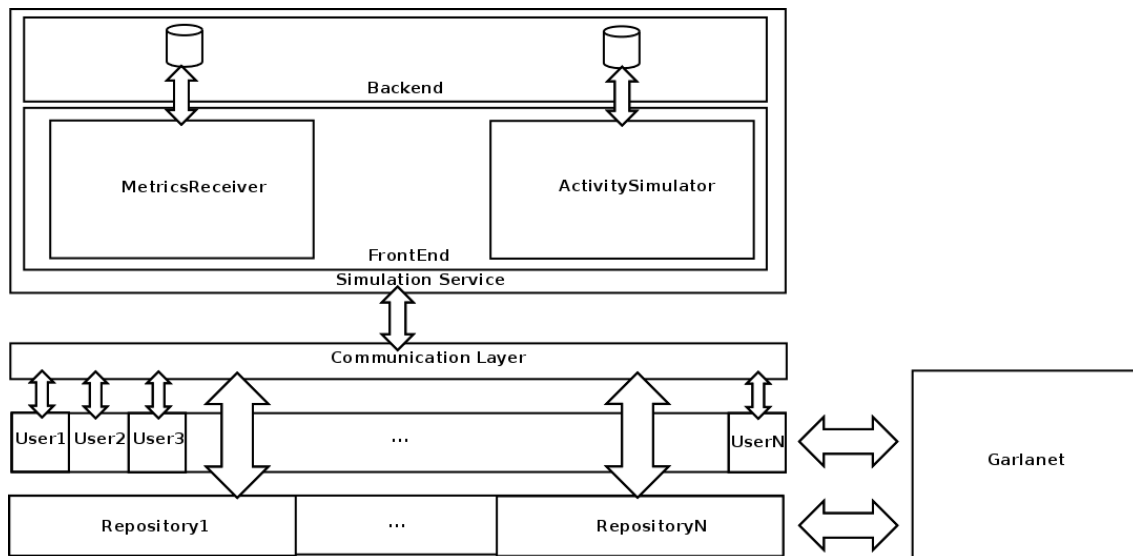 Backend
MetricsReceiver
ActivitySimulator
FrontEnd
Simulation Service
Communication Layer
User1
User2
User3
...
UserN
Garlanet
Repository1
...
RepositoryN